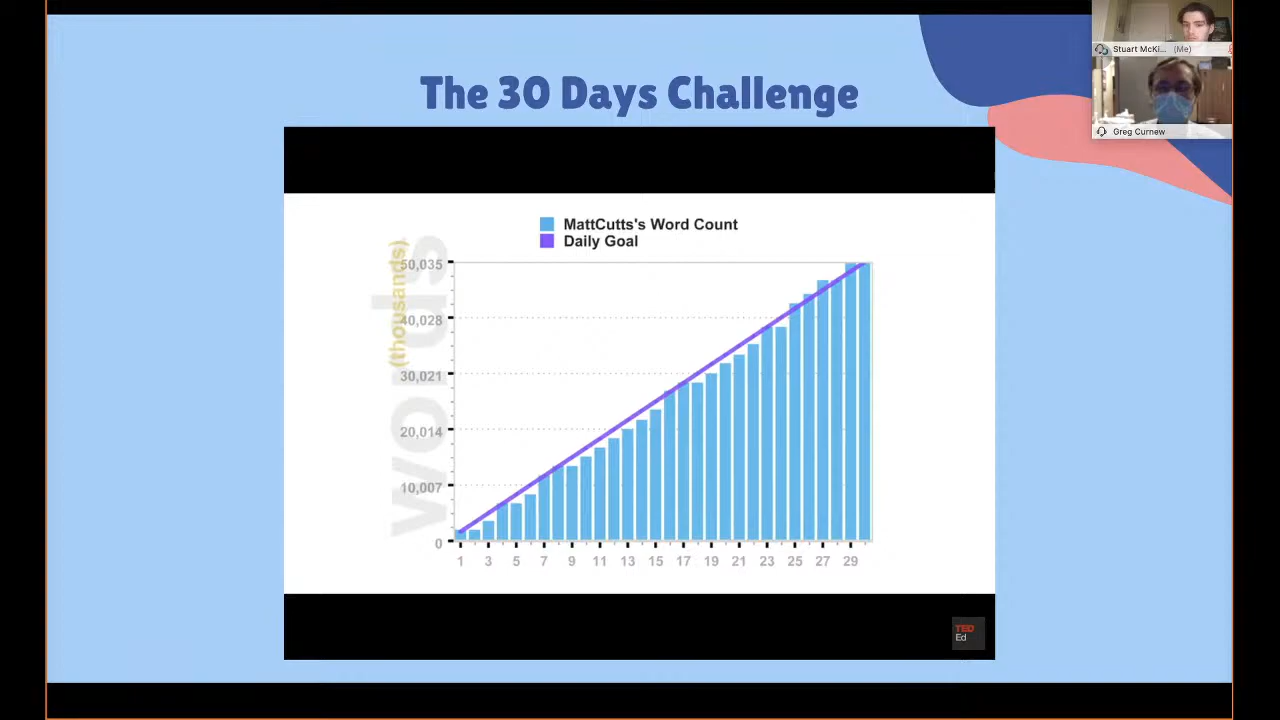 The 30 Days Challenge
Stuart McKi... (Me)
Greg Curnew
MattCutts's Word Count
Daily Goal
words
(thousands)
50,035
40,028
30,021
20,014
10,007
0
1 3 5 7 9 11 13 15 17 19 21 23 25 27 29
TED
Ed